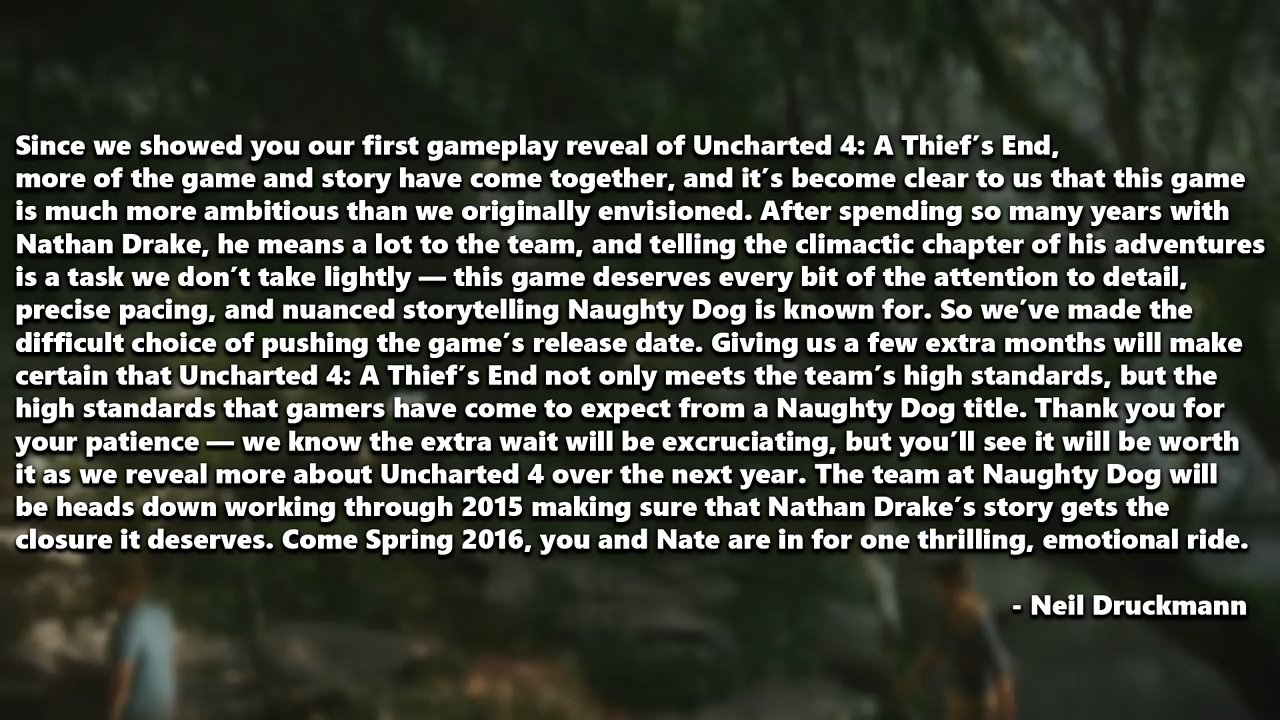 Since we showed you our first gameplay reveal of Uncharted 4: A Thief′s End,
more of the game and story have come together, and it′s become clear to us that this game
is much more ambitious than we originally envisioned. After spending so many years with
Nathan Drake, he means a lot to the team, and telling the climactic chapter of his adventures
is a task we don′t take lightly — this game deserves every bit of the attention to detail,
precise pacing, and nuanced storytelling Naughty Dog is known for. So we′ve made the
difficult choice of pushing the game′s release date. Giving us a few extra months will make
certain that Uncharted 4: A Thief′s End not only meets the team′s high standards, but the
high standards that gamers have come to expect from a Naughty Dog title. Thank you for
your patience — we know the extra wait will be excruciating, but you′ll see it will be worth
it as we reveal more about Uncharted 4 over the next year. The team at Naughty Dog will
be heads down working through 2015 making sure that Nathan Drake′s story gets the
closure it deserves. Come Spring 2016, you and Nate are in for one thrilling, emotional ride.
- Neil Druckmann